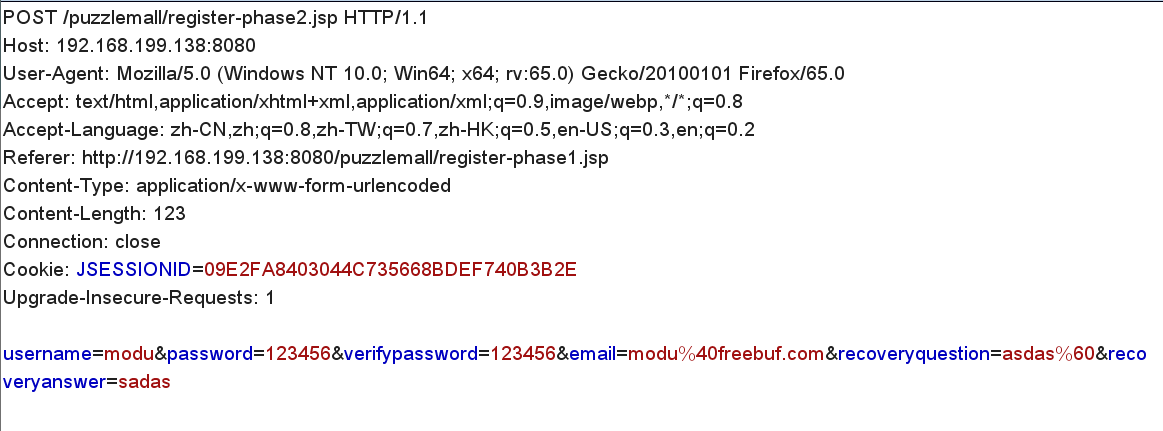 POST /puzzlemall/register-phase2.jsp HTTP/1.1
Host: 192.168.199.138:8080
User-Agent: Mozilla/5.0 (Windows NT 10.0; Win64; x64; rv:65.0) Gecko/20100101 Firefox/65.0
Accept: text/html,application/xhtml+xml,application/xml;q=0.9,image/webp,*/*;q=0.8
Accept-Language: zh-CN,zh;q=0.8,zh-TW;q=0.7,zh-HK;q=0.5,en-US;q=0.3,en;q=0.2
Referer: http://192.168.199.138:8080/puzzlemall/register-phase1.jsp
Content-Type: application/x-www-form-urlencoded
Content-Length: 123
Connection: close
Cookie: JSESSIONID=09E2FA8403044C735668BDEF740B3B2E
Upgrade-Insecure-Requests: 1
username=modu&password=123456&verifypassword=123456&email=modu%40freebuf.com&recoveryquestion=asdas%60&reco
veryanswer=sadas